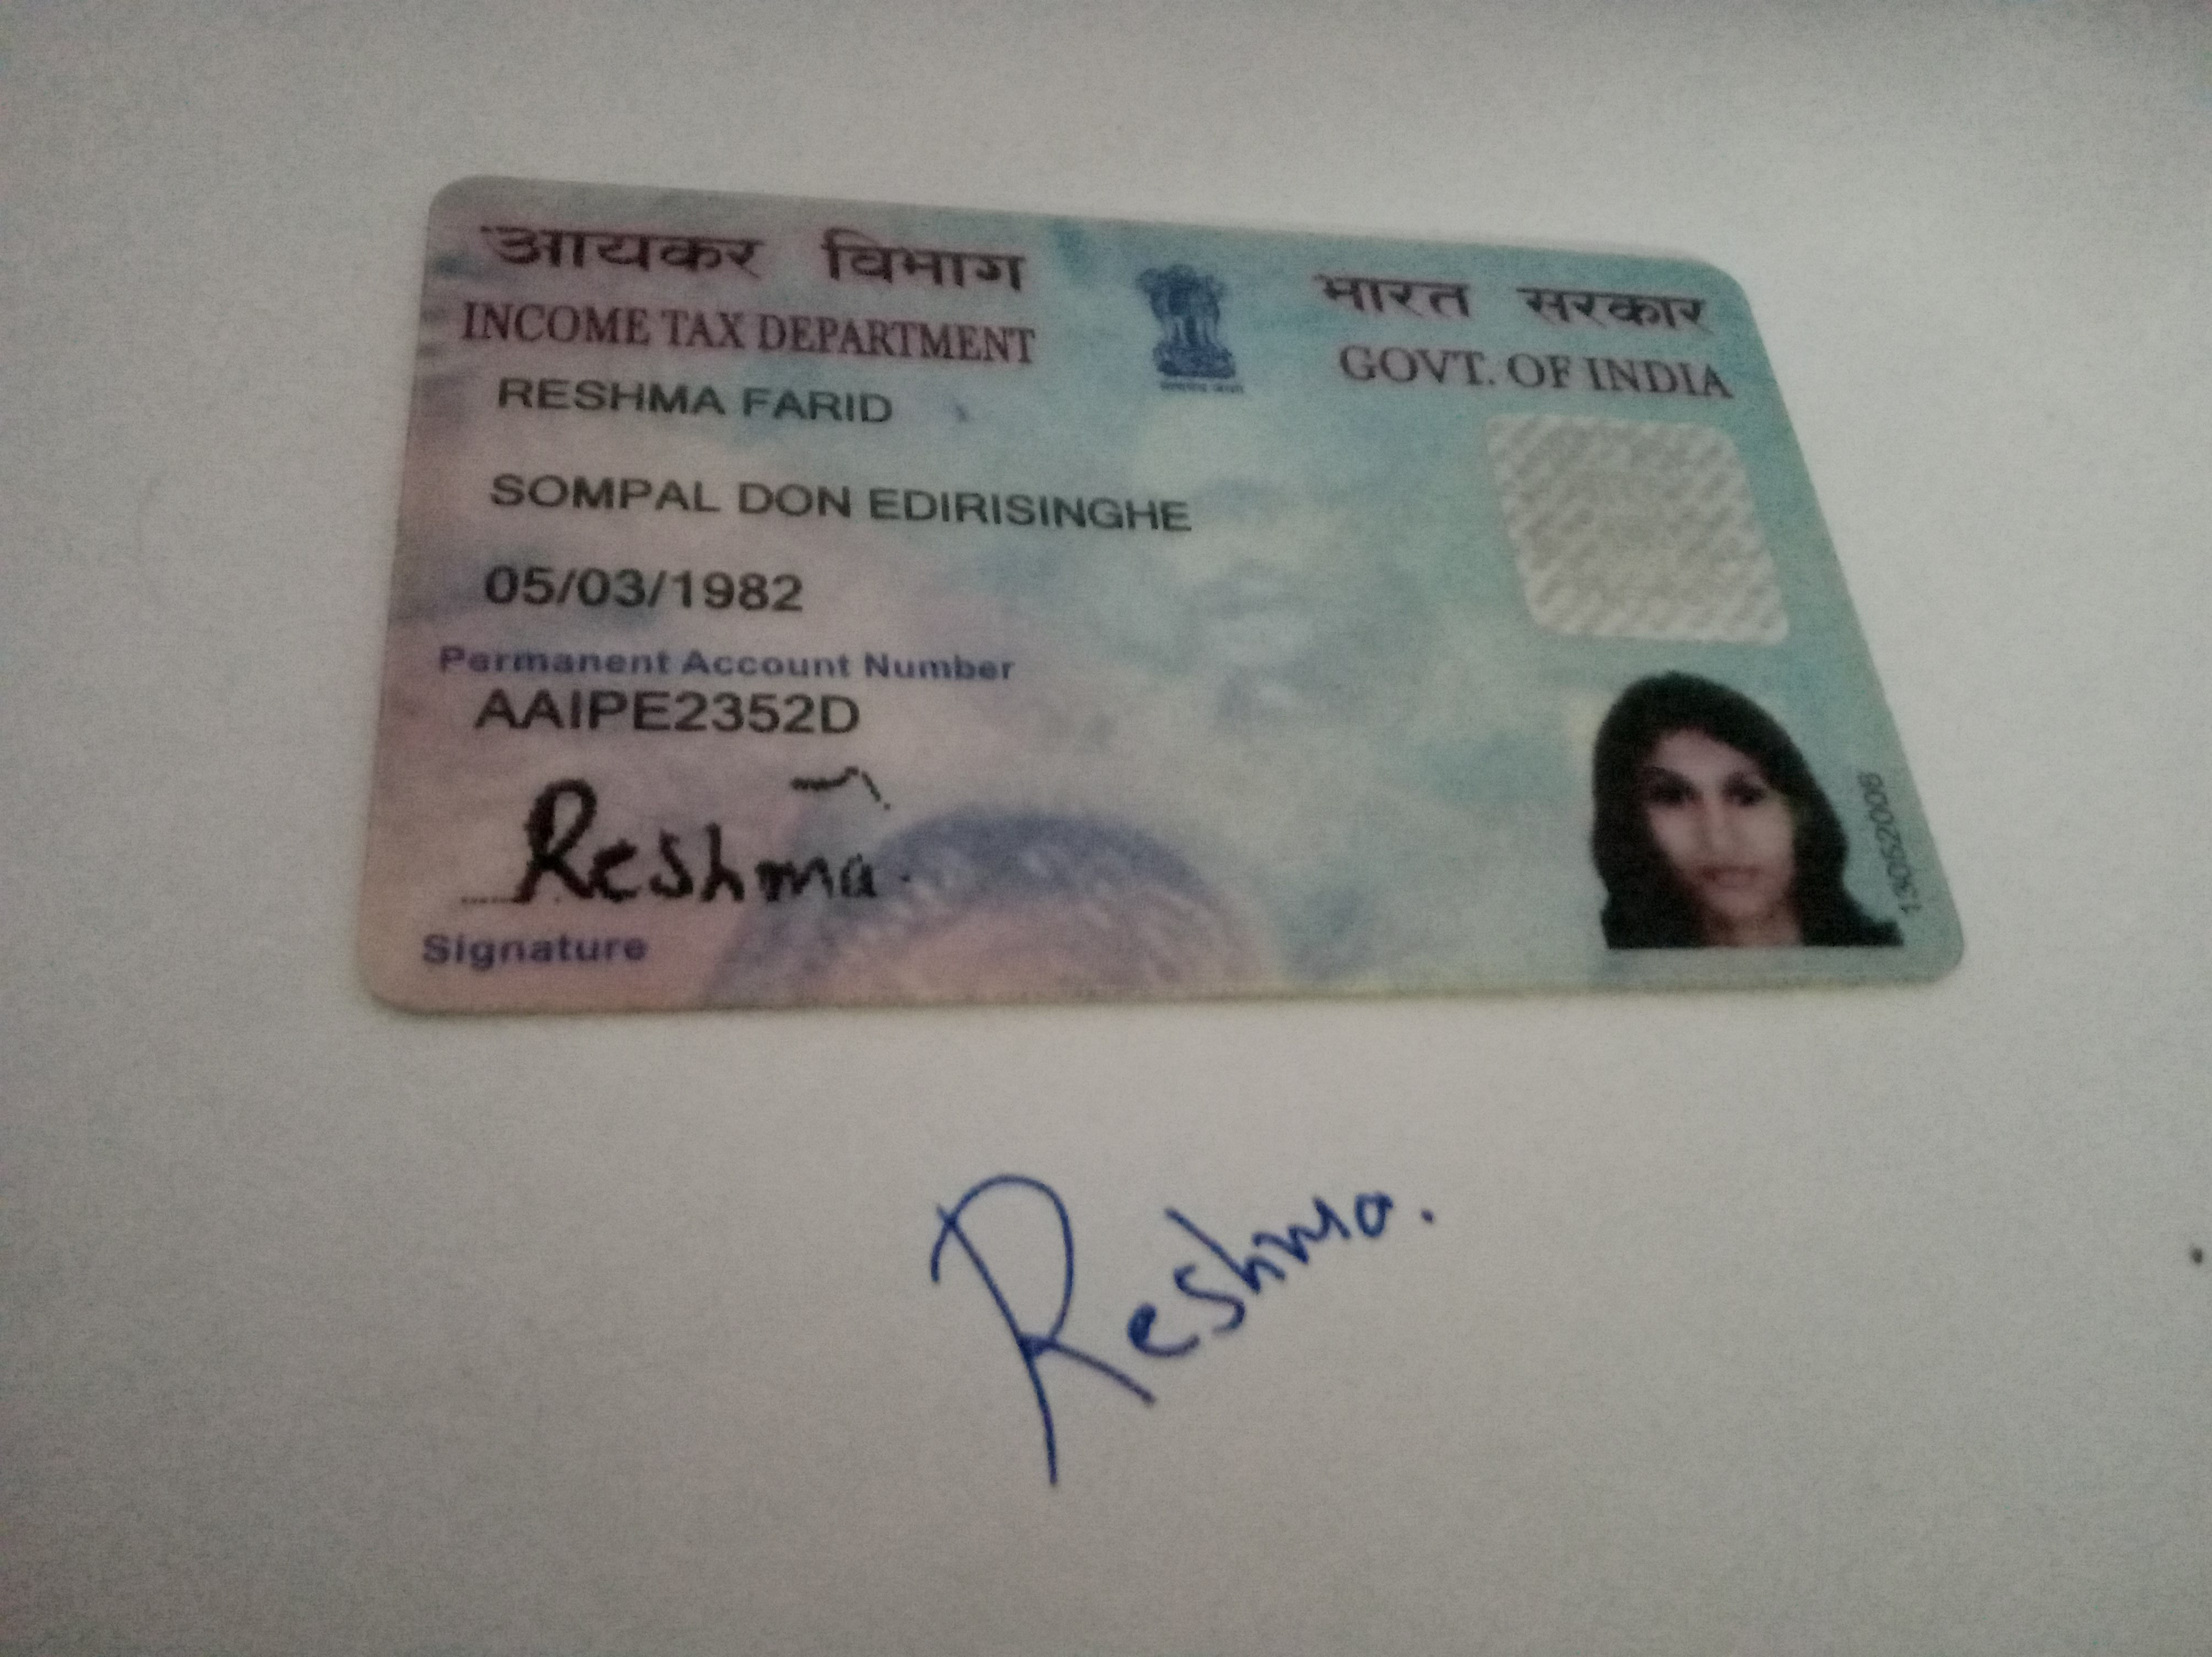 आयकर विभाग
INCOME TAX DEPARTMENT
भारत सरकार
GOVT. OF INDIA
RESHMA FARID
SOMPAL DON EDIRISINGHE
05/03/1982
Permanent Account Number
AAIPE2352D
Reshma.
Signature
13052008
Reshma.